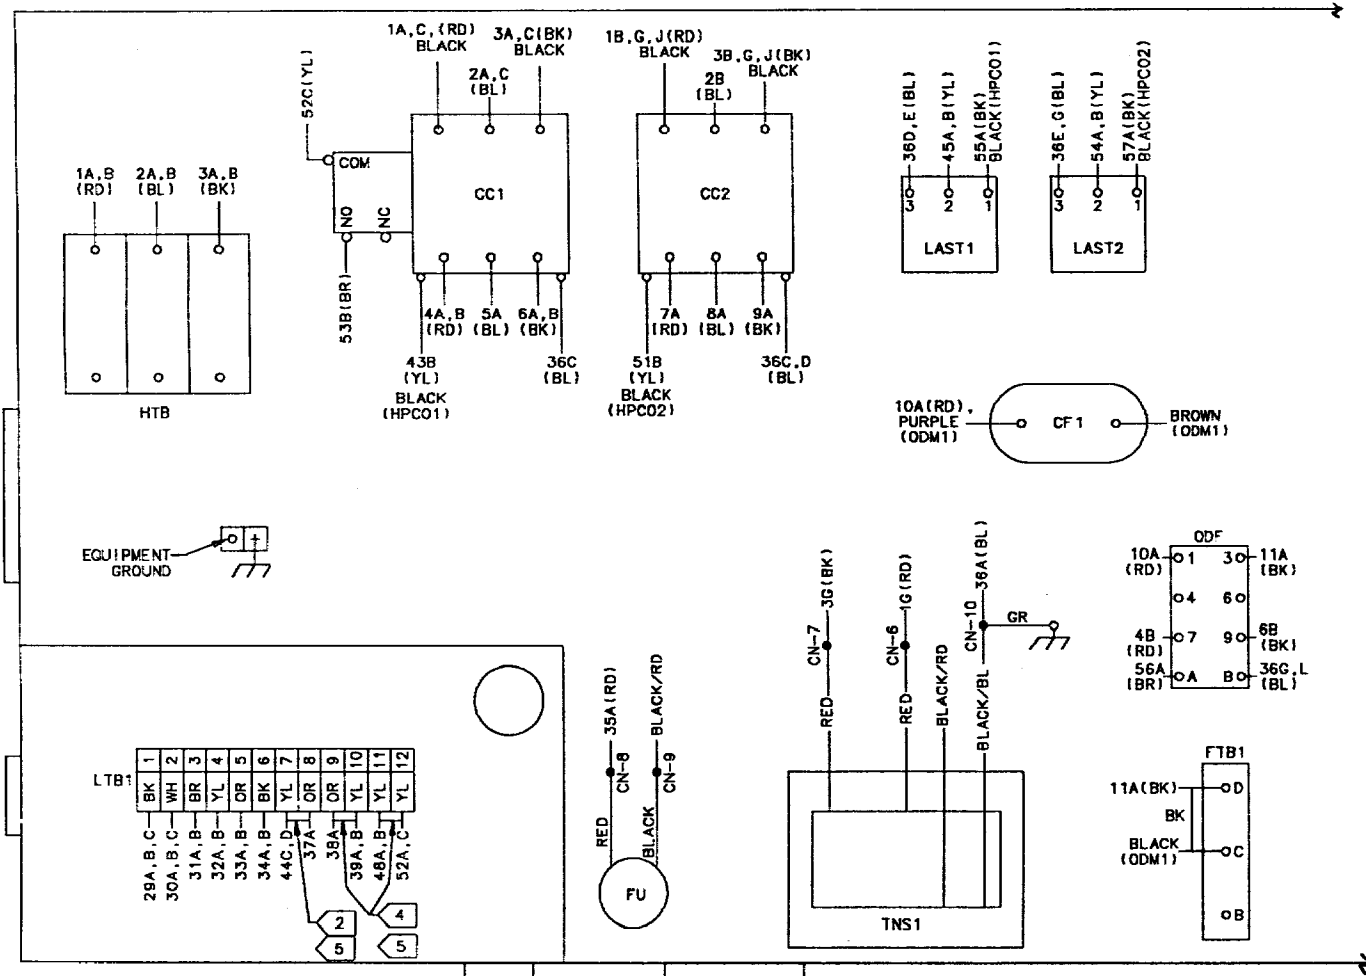 1A,C,(RD)
BLACK
3A,C(BK)
BLACK
2A,C
(BL)
1B,G,J(RD)
BLACK
3B,G,J(BK)
BLACK
2B
(BL)
52C(YL)
COM
NO
NC
53B(BR)
CC1
CC2
1A,B
(RD)
2A,B
(BL)
3A,B
(BK)
HTB
4A,B
(RD)
5A
(BL)
6A,B
(BK)
43B
(YL)
BLACK
(HPCO1)
36C
(BL)
7A
(RD)
8A
(BL)
9A
(BK)
51B
(YL)
BLACK
(HPCO2)
36C,D
(BL)
36D,E(BL)
45A,B(YL)
55A(BK)
BLACK(HPCO1)
3 2 1
LAST1
36E,G(BL)
54A,B(YL)
57A(BK)
BLACK(HPCO2)
3 2 1
LAST2
10A(RD),
PURPLE
(ODM1)
CF1
BROWN
(ODM1)
EQUIPMENT
GROUND
ODF
10A
(RD)
1 3
11A
(BK)
4 6
4B
(RD)
7 9
6B
(BK)
56A
(BR)
A B
36G,L
(BL)
3G(BK)
CN-7
RED
1G(RD)
CN-6
RED
BLACK/RD
36A(BL)
CN-10
GR
BLACK/BL
TNS1
35A(RD)
CN-8
RED
BLACK/RD
CN-9
BLACK
FU
LTB1
1 2 3 4 5 6 7 8 9 10 11 12
BK WH BR YL OR BK YL OR OR YL YL YL
29A,B,C
30A,B,C
31A,B
32A,B
33A,B
34A,B
44C,D
37A
38A
39A,B
48A,B
52A,C
2
4
5
5
FTB1
11A(BK)
D
BK
BLACK
(ODM1)
C
B